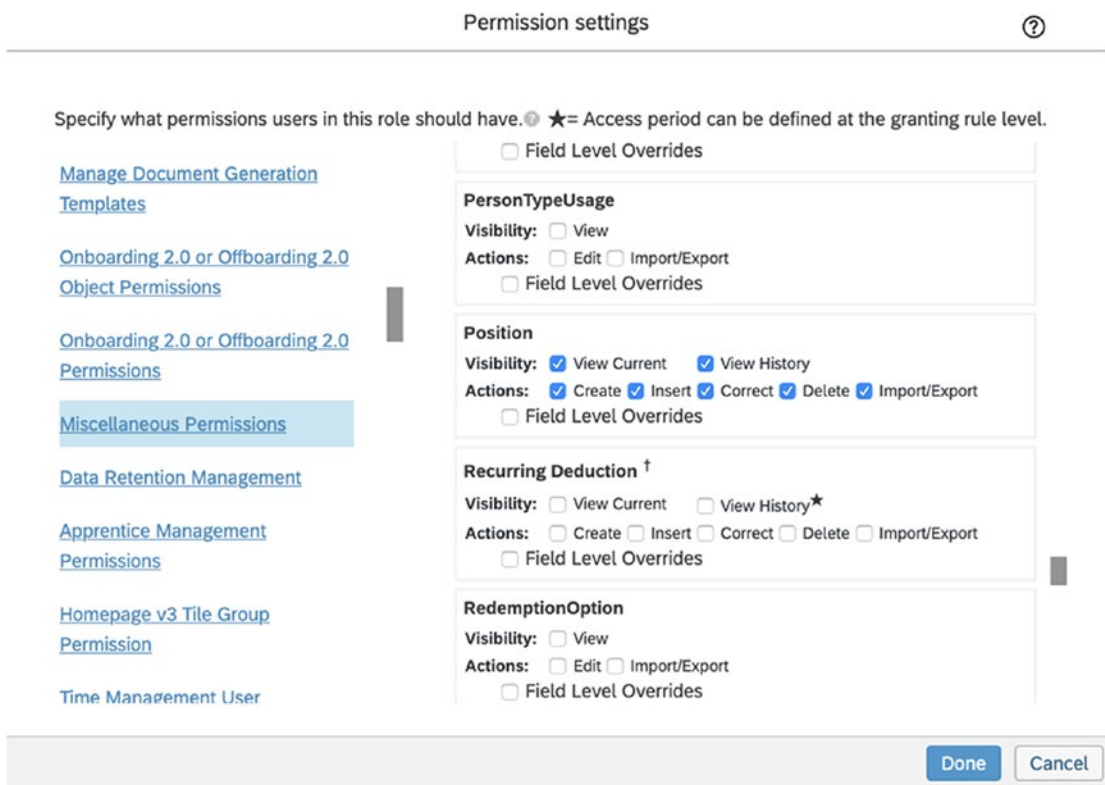 Permission settings
Specify what permissions users in this role should have. ★= Access period can be defined at the granting rule level.
Manage Document Generation
Templates
Onboarding 2.0 or Offboarding 2.0
Object Permissions
Onboarding 2.0 or Offboarding 2.0
Permissions
Miscellaneous Permissions
Data Retention Management
Apprentice Management
Permissions
Homepage v3 Tile Group
Permission
Time Management User
Field Level Overrides
PersonTypeUsage
Visibility: View
Actions: Edit Import/Export
Field Level Overrides
Position
Visibility: View Current View History
Actions: Create Insert Correct Delete Import/Export
Field Level Overrides
Recurring Deduction †
Visibility: View Current View History★
Actions: Create Insert Correct Delete Import/Export
Field Level Overrides
RedemptionOption
Visibility: View
Actions: Edit Import/Export
Field Level Overrides
Done Cancel